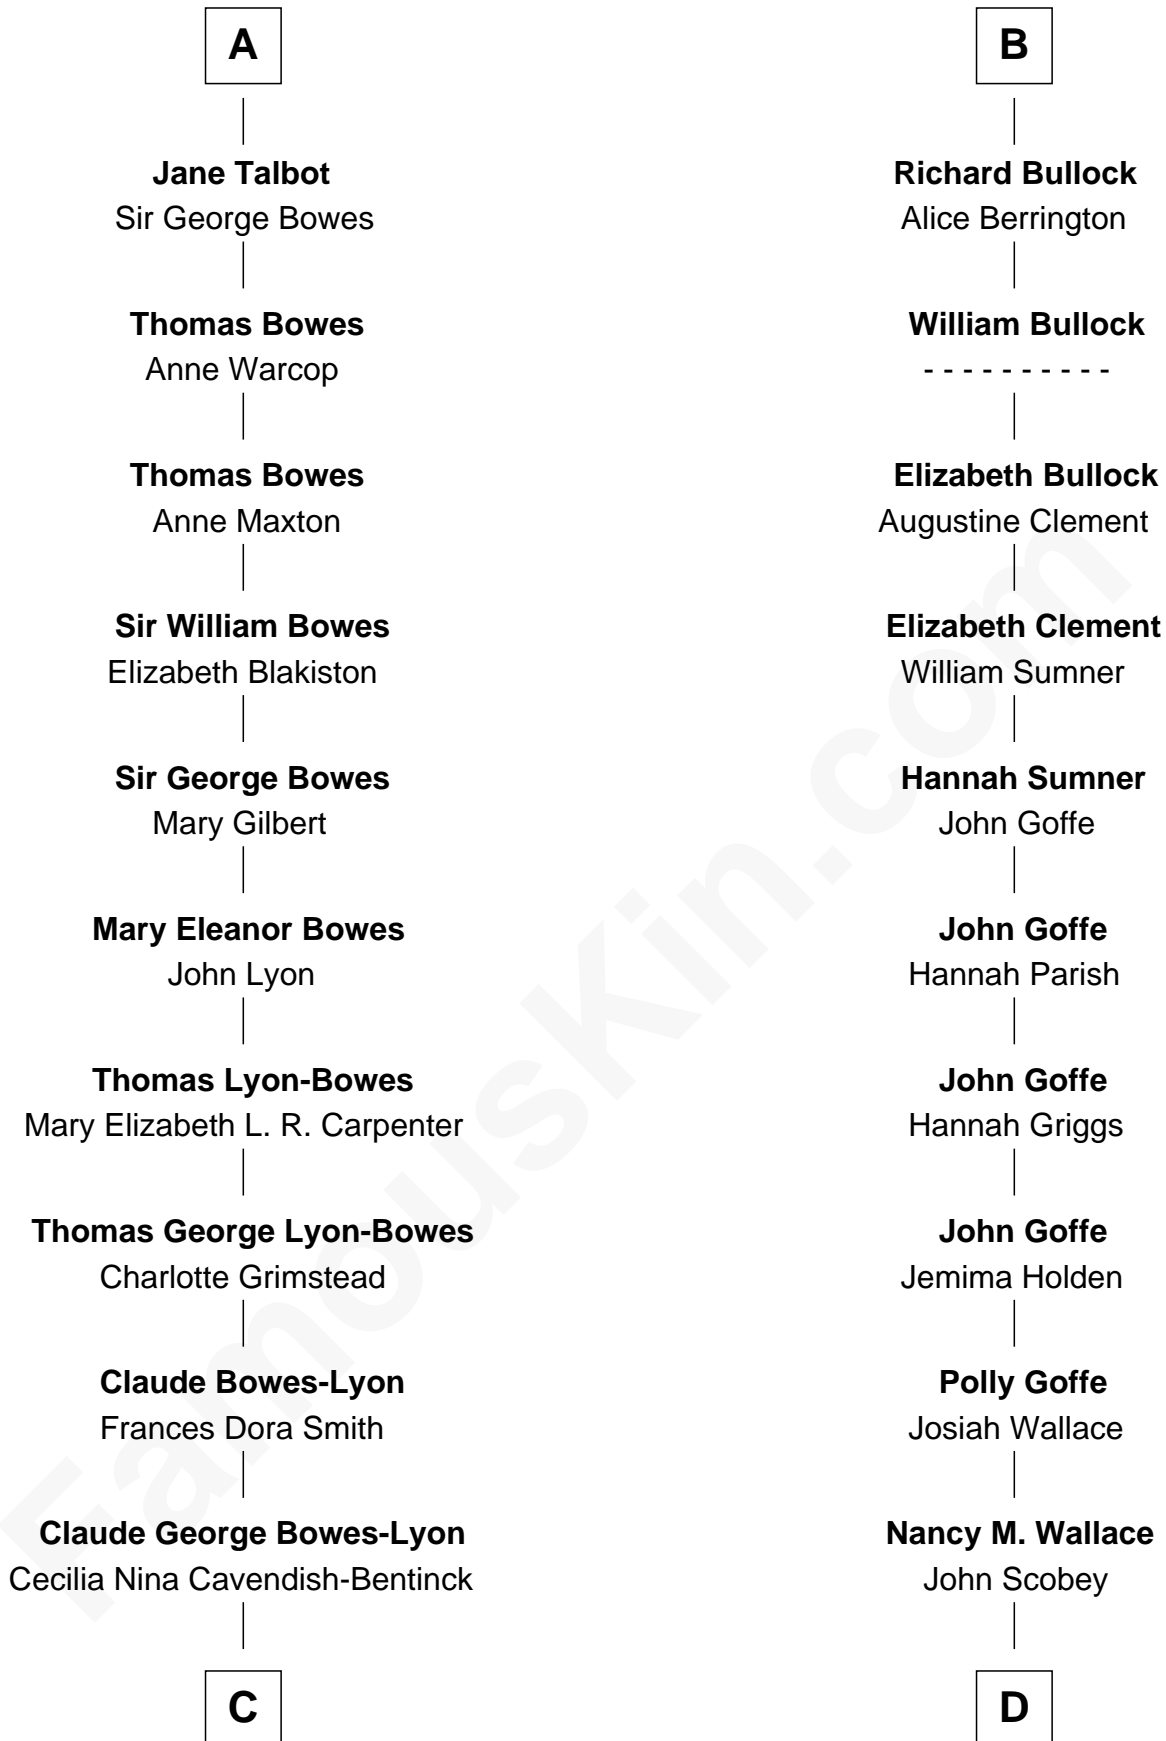 A
Jane Talbot
Sir George Bowes
Thomas Bowes
Anne Warcop
Thomas Bowes
Anne Maxton
Sir William Bowes
Elizabeth Blakiston
Sir George Bowes
Mary Gilbert
Mary Eleanor Bowes
John Lyon
Thomas Lyon-Bowes
Mary Elizabeth L. R. Carpenter
Thomas George Lyon-Bowes
Charlotte Grimstead
Claude Bowes-Lyon
Frances Dora Smith
Claude George Bowes-Lyon
Cecilia Nina Cavendish-Bentinck
C
B
Richard Bullock
Alice Berrington
William Bullock
- - - - - - - - - -
Elizabeth Bullock
Augustine Clement
Elizabeth Clement
William Sumner
Hannah Sumner
John Goffe
John Goffe
Hannah Parish
John Goffe
Hannah Griggs
John Goffe
Jemima Holden
Polly Goffe
Josiah Wallace
Nancy M. Wallace
John Scobey
D
FamousKin.com